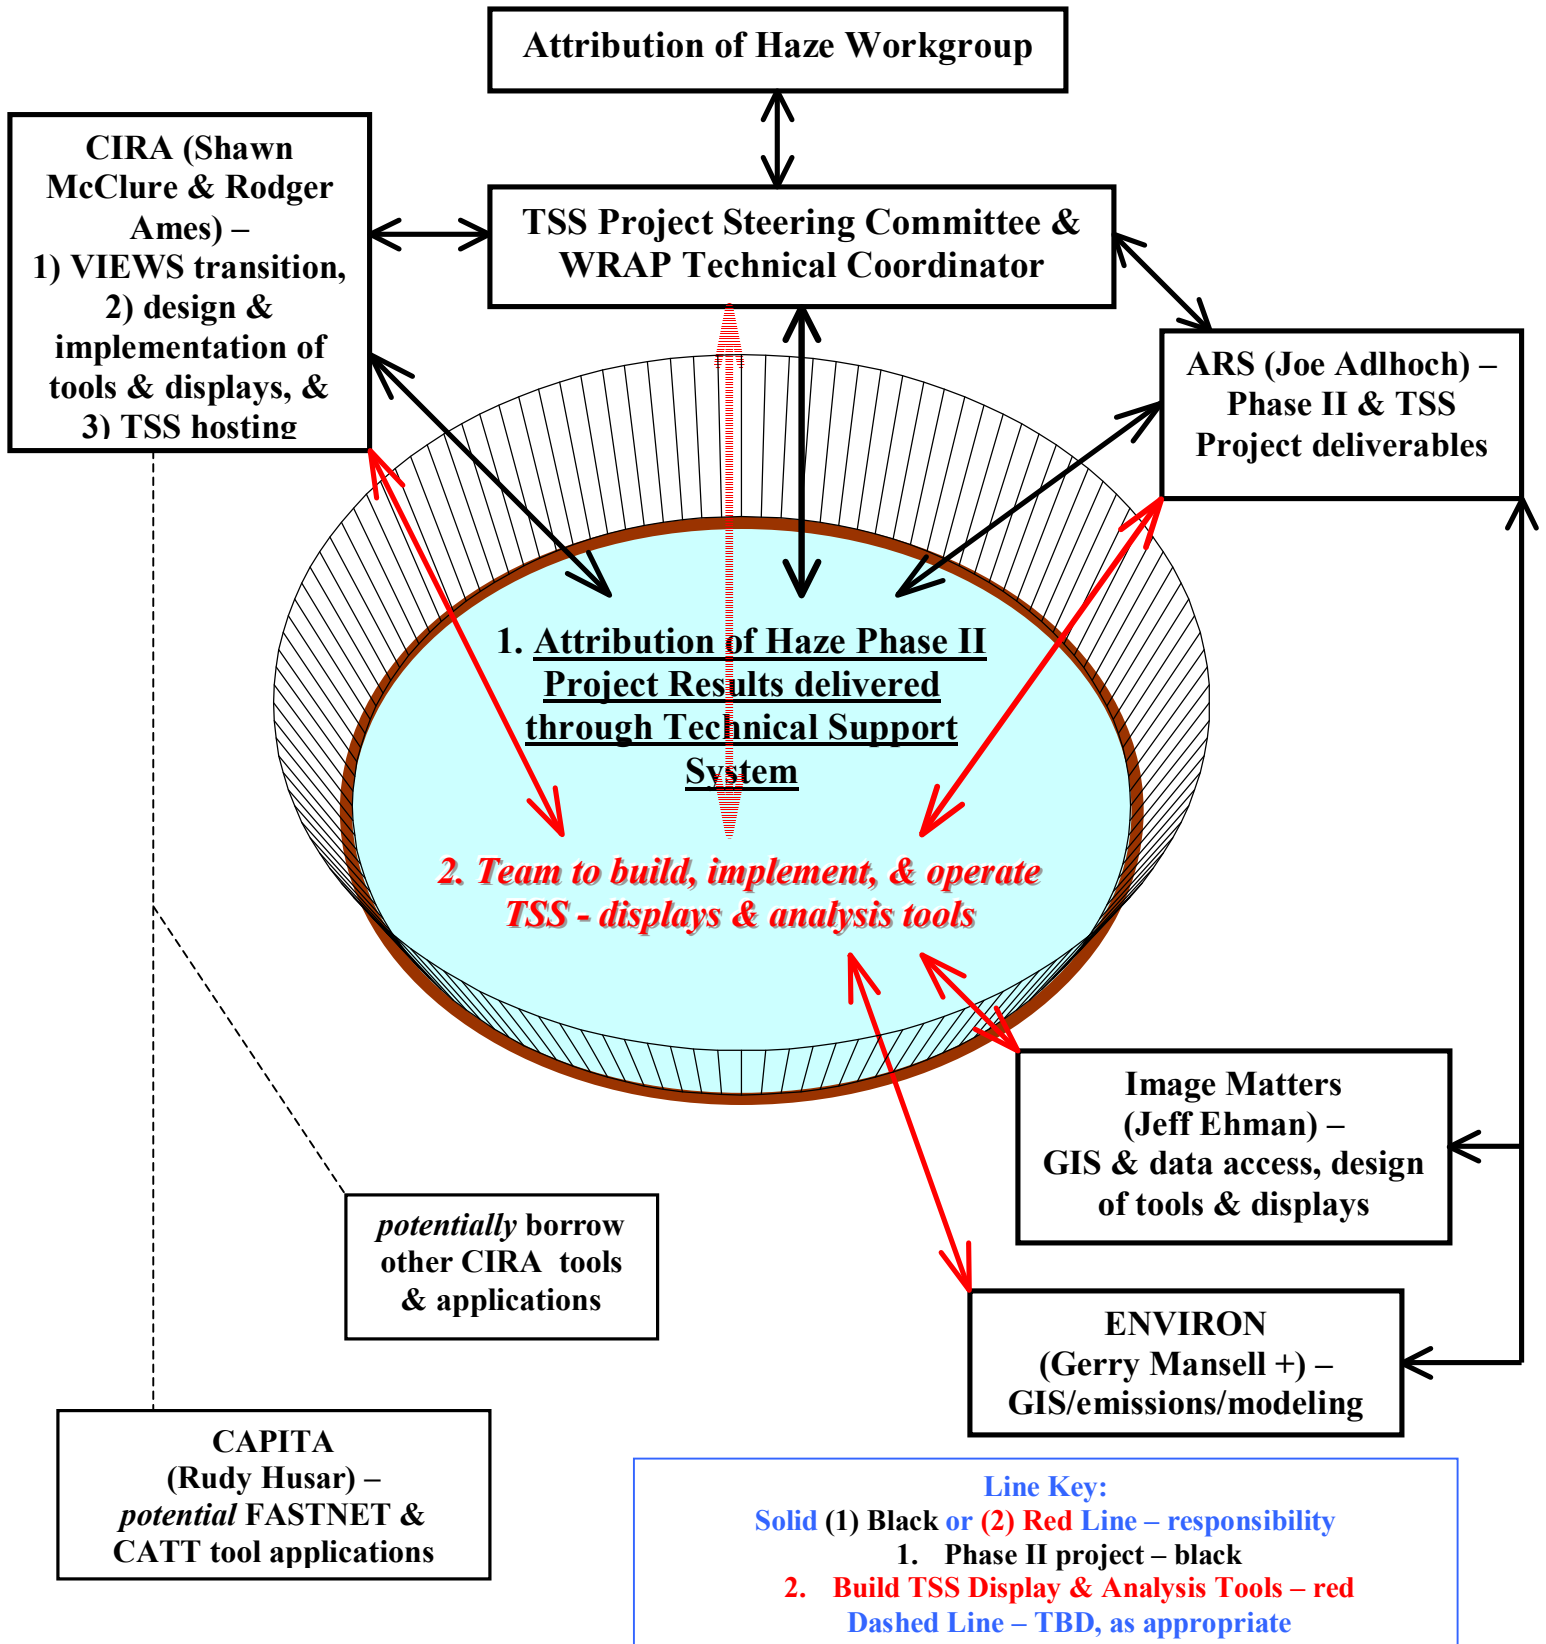 Attribution of Haze Workgroup
CIRA (Shawn
McClure & Rodger
Ames) –
1) VIEWS transition,
2) design &
implementation of
tools & displays, &
3) TSS hosting
TSS Project Steering Committee &
WRAP Technical Coordinator
ARS (Joe Adlhoch) –
Phase II & TSS
Project deliverables
1. Attribution of Haze Phase II
Project Results delivered
through Technical Support
System
2. Team to build, implement, & operate
TSS - displays & analysis tools
Image Matters
(Jeff Ehman) –
GIS & data access, design
of tools & displays
potentially borrow
other CIRA tools
& applications
ENVIRON
(Gerry Mansell +) –
GIS/emissions/modeling
CAPITA
(Rudy Husar) –
potential FASTNET &
CATT tool applications
Line Key:
Solid (1) Black or (2) Red Line – responsibility
1. Phase II project – black
2. Build TSS Display & Analysis Tools – red
Dashed Line – TBD, as appropriate